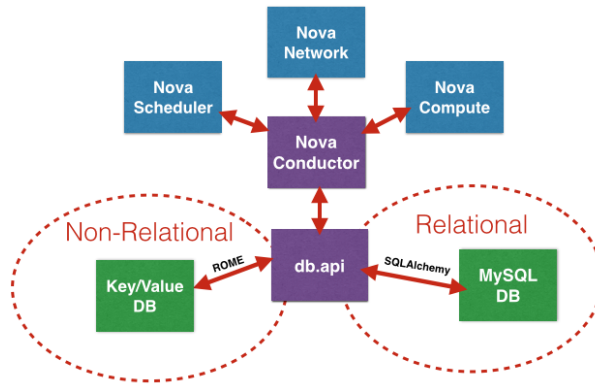 Nova
Network
Nova
Scheduler
Nova
Compute
Nova
Conductor
Non-Relational
Relational
ROME
db.api
SQLAlchemy
Key/Value
DB
MySQL
DB